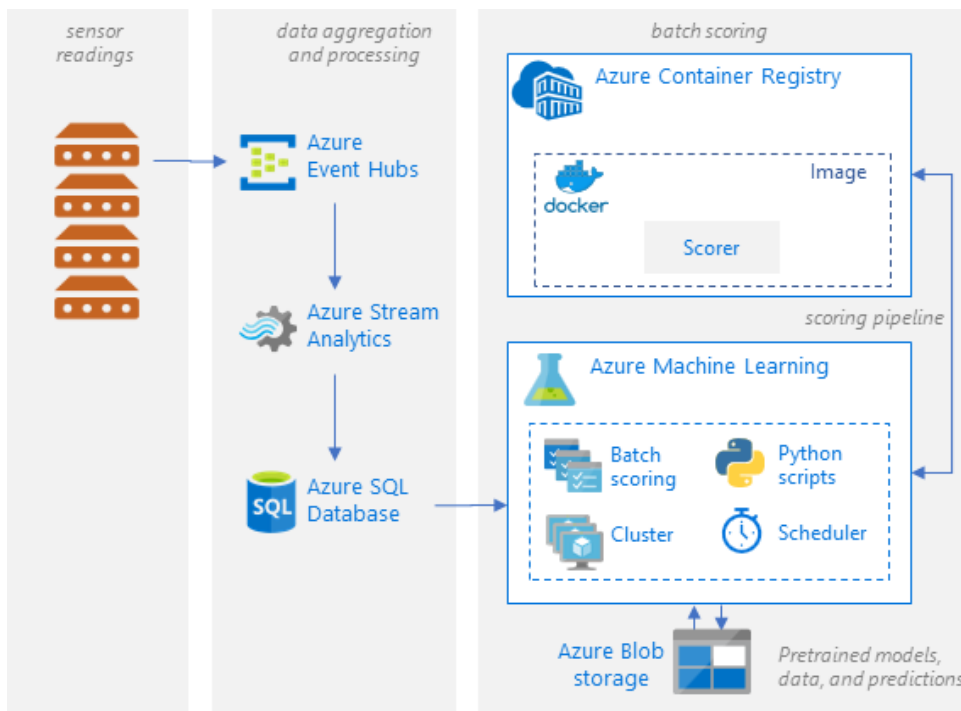 sensor
readings
data aggregation
and processing
batch scoring
Azure
Event Hubs
Azure Stream
Analytics
SQL
Azure SQL
Database
Azure Container Registry
docker
Image
Scorer
scoring pipeline
Azure Machine Learning
Batch
scoring
Python
scripts
Cluster
Scheduler
Azure Blob
storage
Pretrained models,
data, and predictions